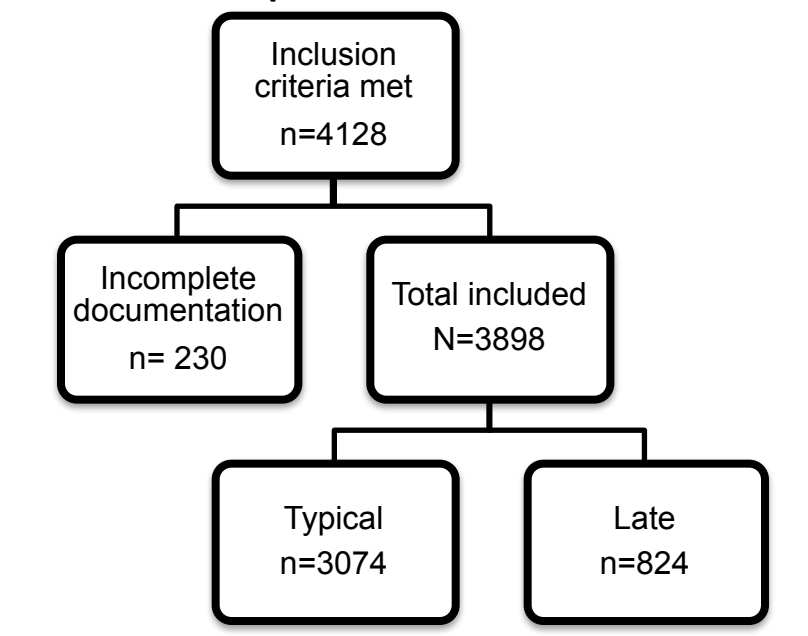 Inclusion
criteria met
n=4128
Incomplete
documentation
n= 230
Total included
N=3898
Typical
n=3074
Late
n=824